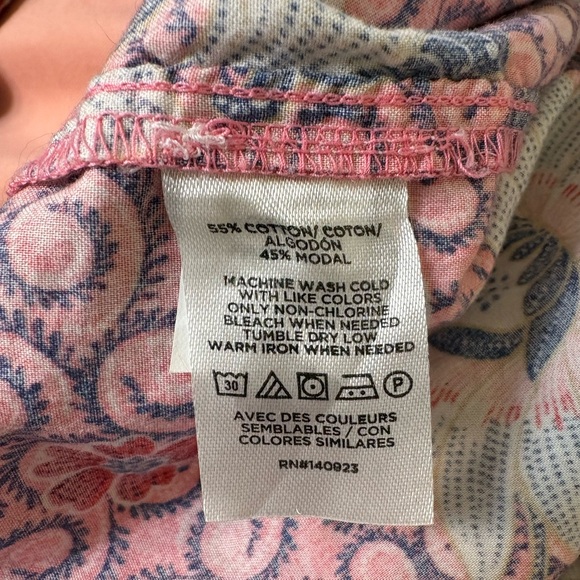 55% COTTON/ COTON/
ALGODÓN
45% MODAL
MACHINE WASH COLD
WITH LIKE COLORS
ONLY NON-CHLORINE
BLEACH WHEN NEEDED
TUMBLE DRY LOW
WARM IRON WHEN NEEDED
30 P
AVEC DES COULEURS
SEMBLABLES / CON
COLORES SIMILARES
RN#140923